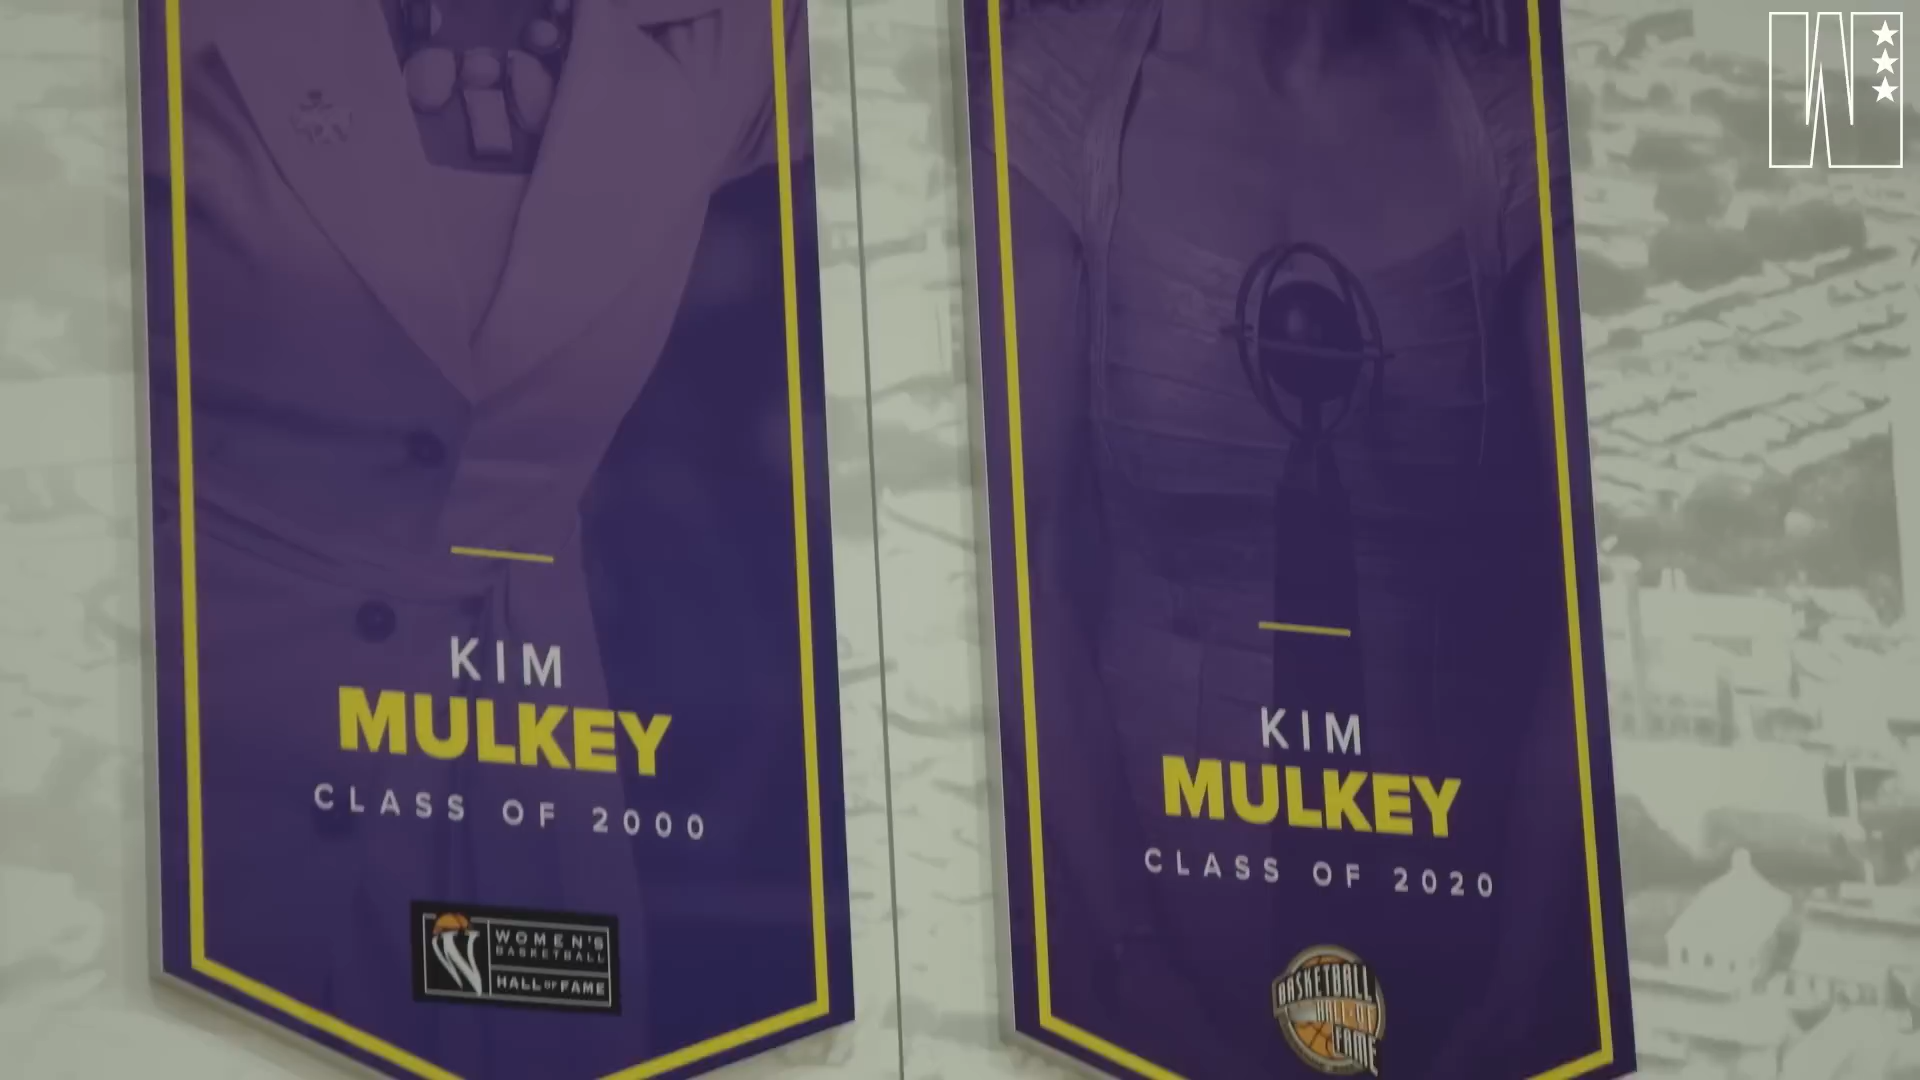 KIM
MULKEY
CLASS OF 2000
WOMEN'S
BASKETBALL
HALL OF FAME
KIM
MULKEY
CLASS OF 2020
BASKETBALL
HALL OF
FAME
W